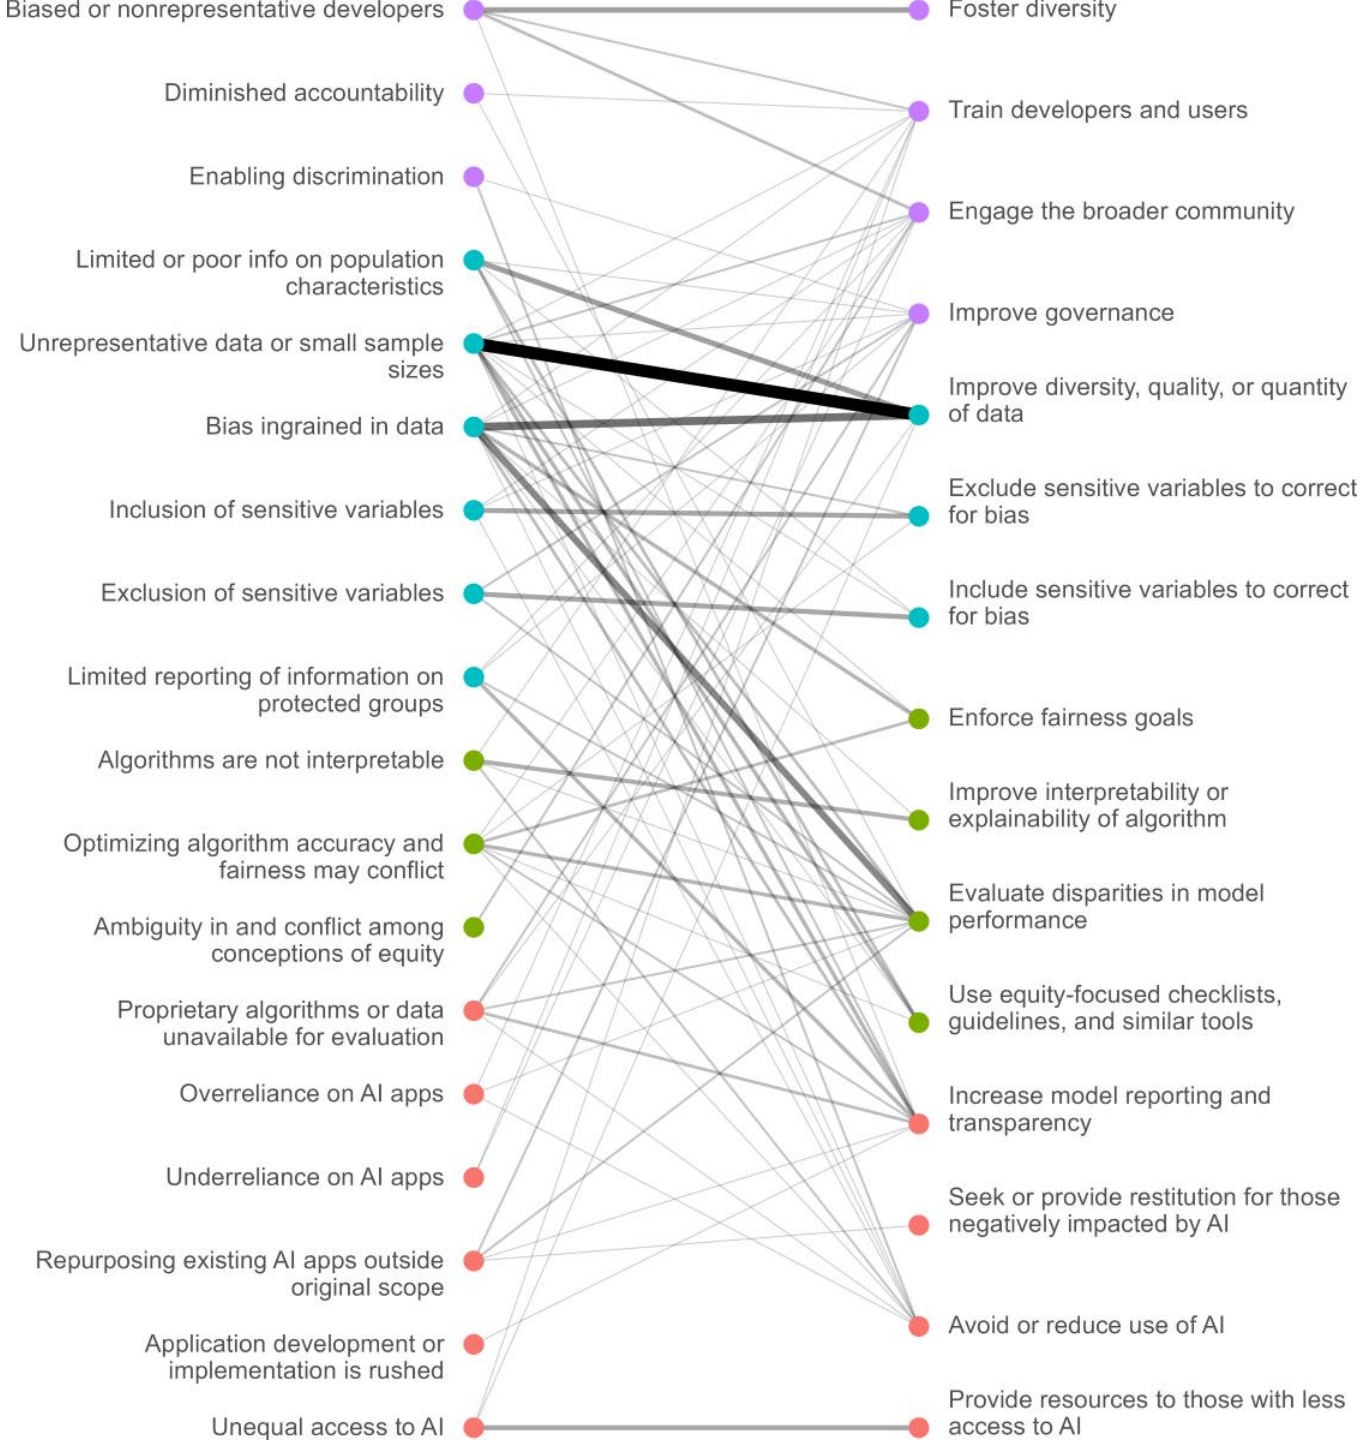 Biased or nonrepresentative developers
Diminished accountability
Enabling discrimination
Limited or poor info on population
characteristics
Unrepresentative data or small sample
sizes
Bias ingrained in data
Inclusion of sensitive variables
Exclusion of sensitive variables
Limited reporting of information on
protected groups
Algorithms are not interpretable
Optimizing algorithm accuracy and
fairness may conflict
Ambiguity in and conflict among
conceptions of equity
Proprietary algorithms or data
unavailable for evaluation
Overreliance on AI apps
Underreliance on AI apps
Repurposing existing AI apps outside
original scope
Application development or
implementation is rushed
Unequal access to AI
Foster diversity
Train developers and users
Engage the broader community
Improve governance
Improve diversity, quality, or quantity
of data
Exclude sensitive variables to correct
for bias
Include sensitive variables to correct
for bias
Enforce fairness goals
Improve interpretability or
explainability of algorithm
Evaluate disparities in model
performance
Use equity-focused checklists,
guidelines, and similar tools
Increase model reporting and
transparency
Seek or provide restitution for those
negatively impacted by AI
Avoid or reduce use of AI
Provide resources to those with less
access to AI